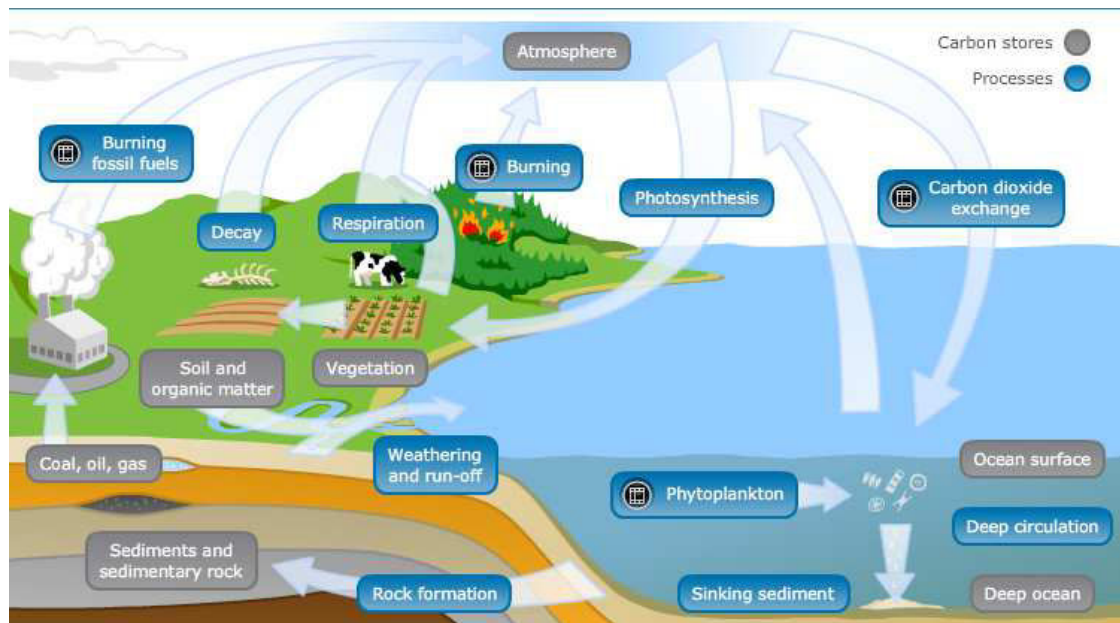 Atmosphere
Carbon stores
Processes
Burning
fossil fuels
Burning
Photosynthesis
Carbon dioxide
exchange
Decay
Respiration
Soil and
organic matter
Vegetation
Coal, oil, gas
Weathering
and run-off
Ocean surface
Phytoplankton
Deep circulation
Sediments and
sedimentary rock
Rock formation
Sinking sediment
Deep ocean